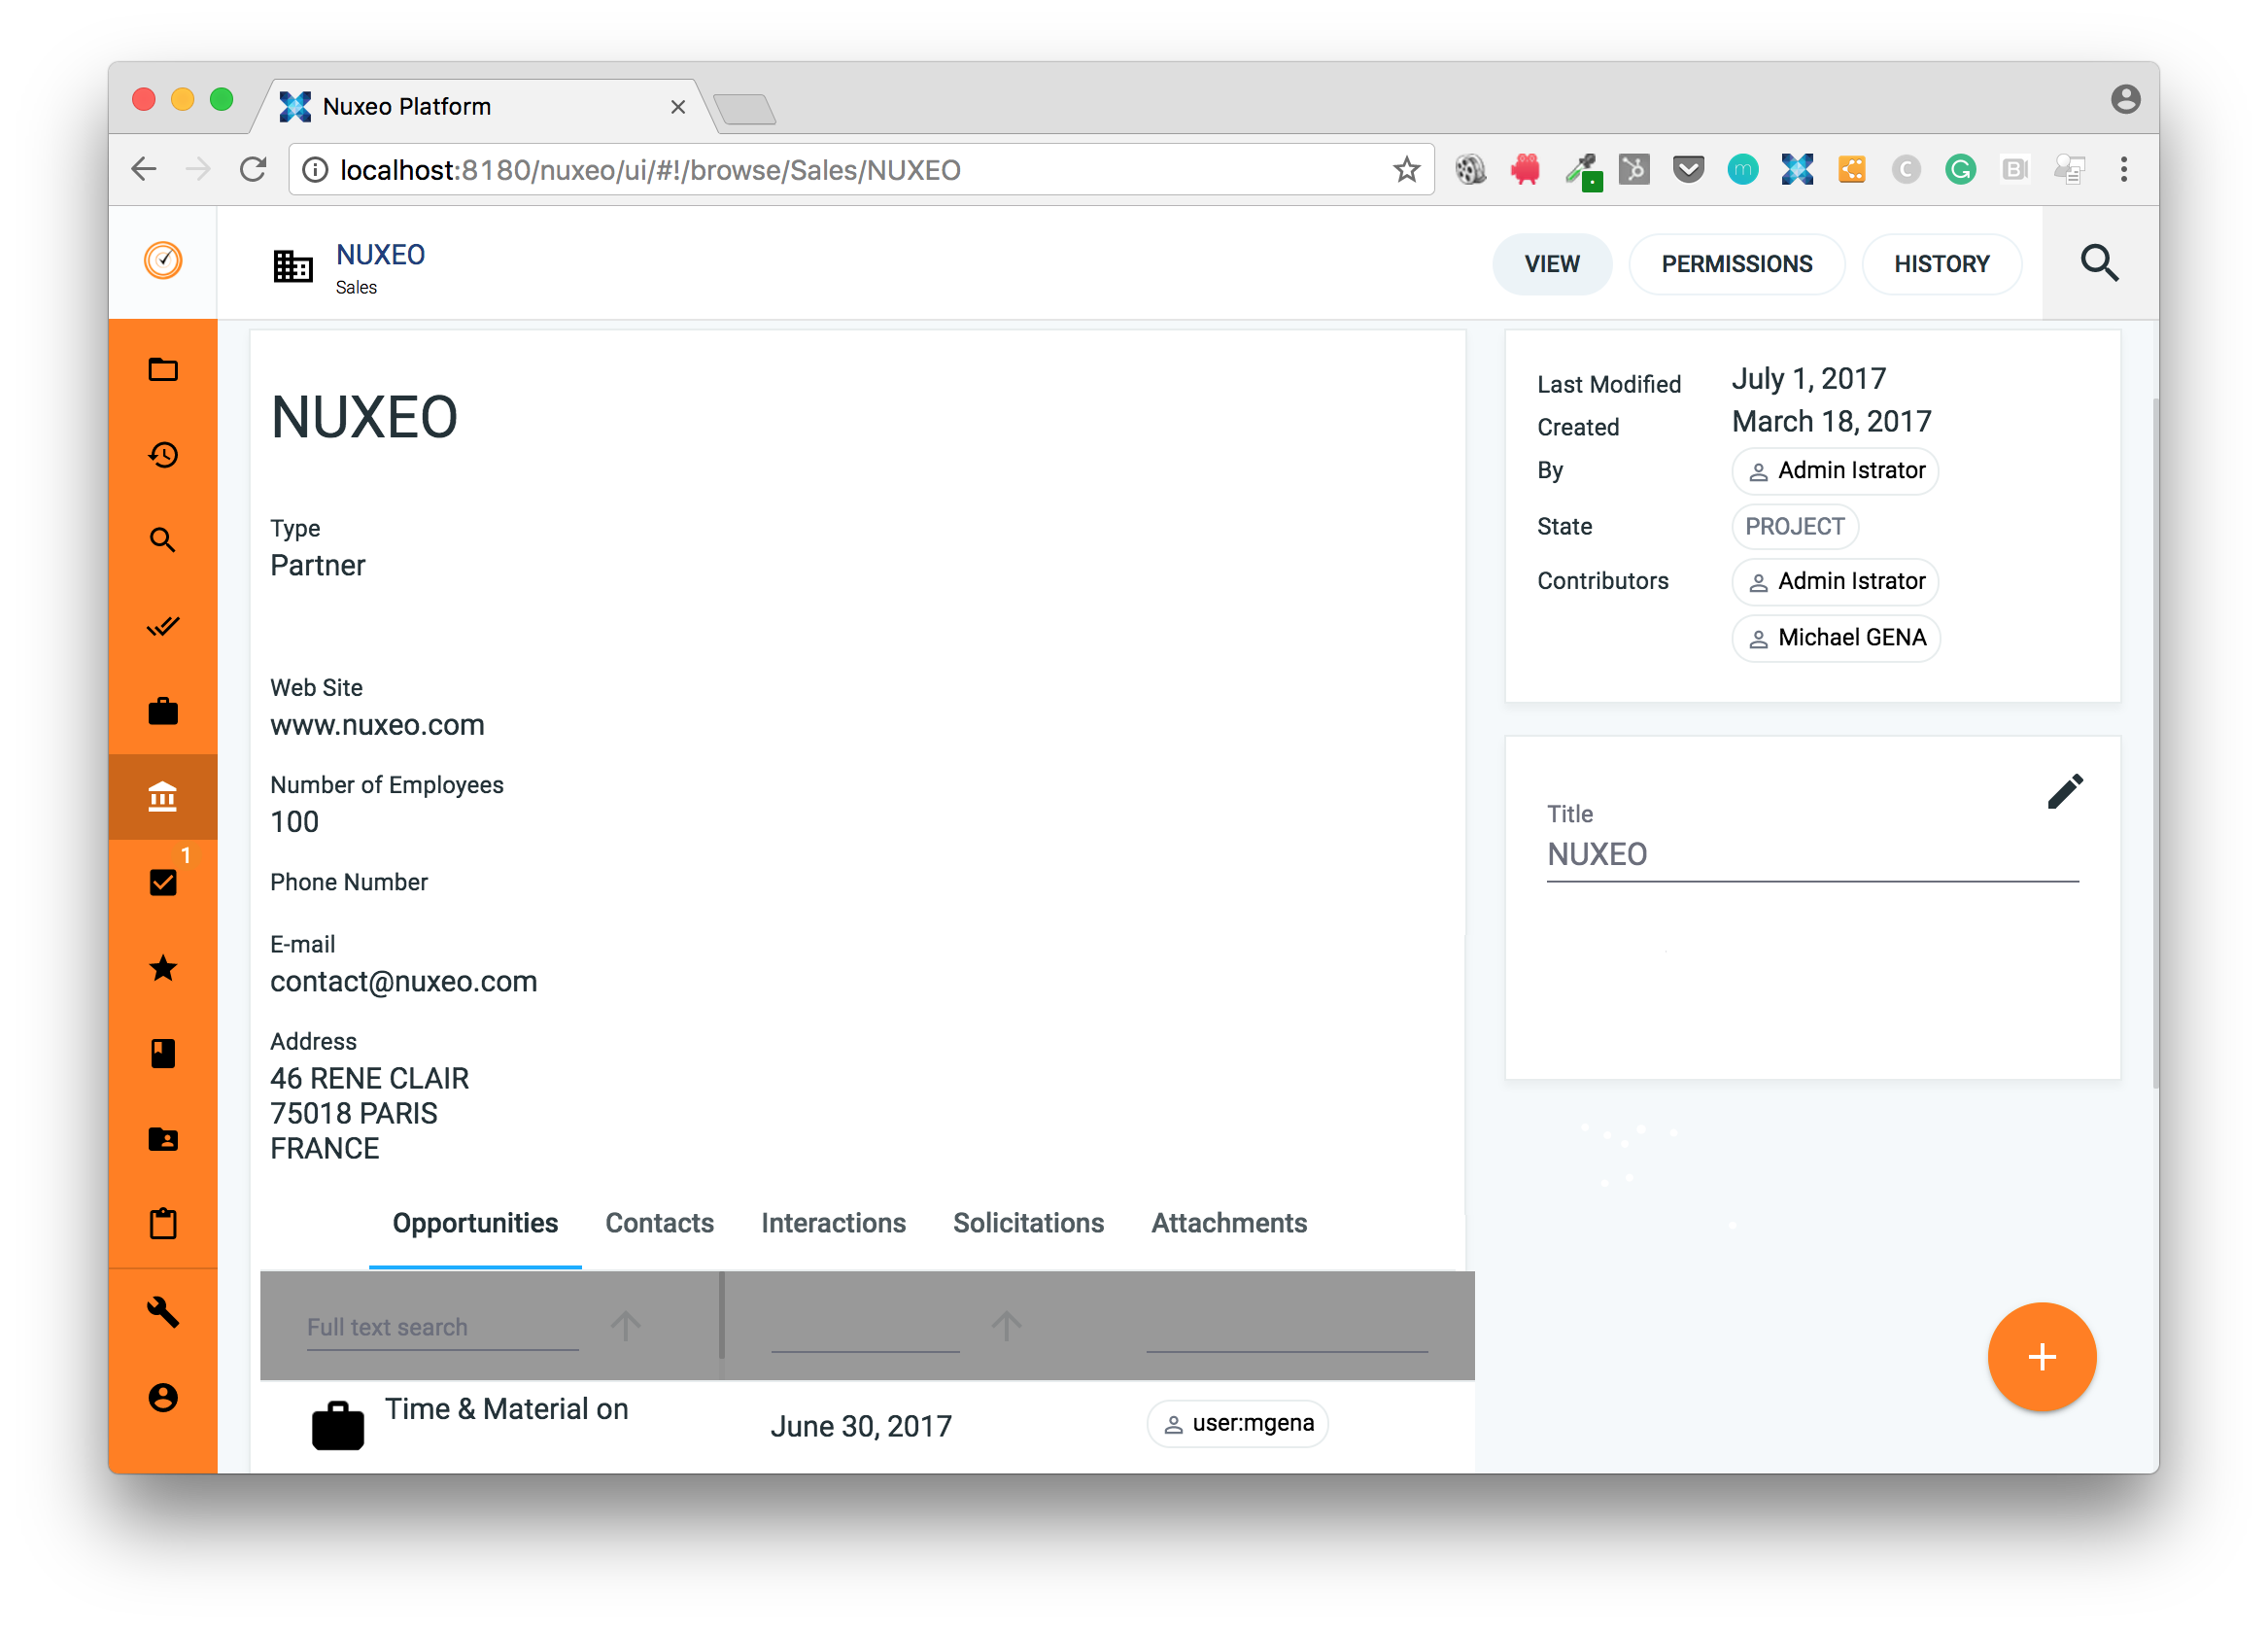 Nuxeo Platform
localhost:8180/nuxeo/ui/#!/browse/Sales/NUXEO
NUXEO
Sales
VIEW
PERMISSIONS
HISTORY
NUXEO
Type
Partner
Web Site
www.nuxeo.com
Number of Employees
100
Phone Number
E-mail
contact@nuxeo.com
Address
46 RENE CLAIR
75018 PARIS
FRANCE
Last Modified July 1, 2017
Created March 18, 2017
By Admin Istrator
State PROJECT
Contributors Admin Istrator
Michael GENA
Title
NUXEO
1
Opportunities Contacts Interactions Solicitations Attachments
Full text search
Time & Material on June 30, 2017 user:mgena